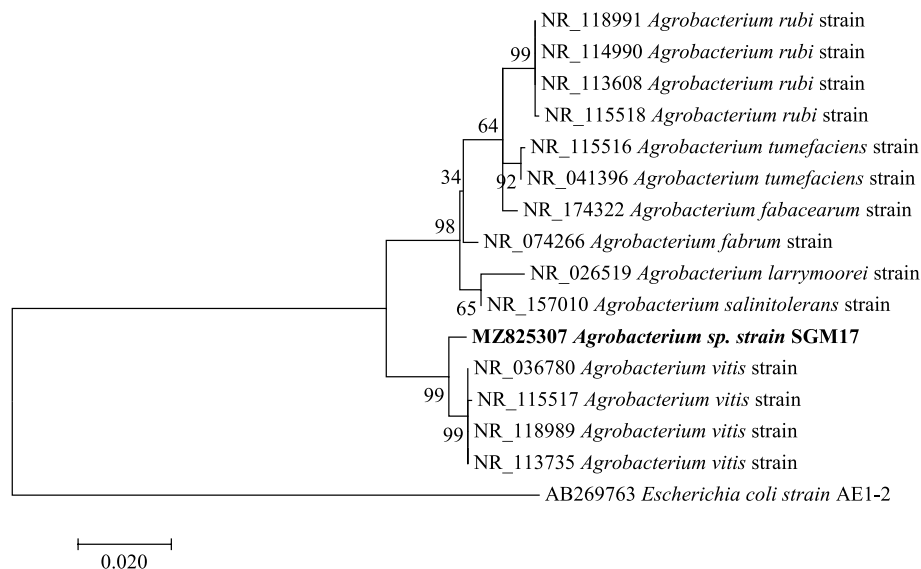 NR_118991 Agrobacterium rubi strain
NR_114990 Agrobacterium rubi strain
99
NR_113608 Agrobacterium rubi strain
NR_115518 Agrobacterium rubi strain
64
NR_115516 Agrobacterium tumefaciens strain
92
NR_041396 Agrobacterium tumefaciens strain
34
NR_174322 Agrobacterium fabacearum strain
98
NR_074266 Agrobacterium fabrum strain
NR_026519 Agrobacterium larrymoorei strain
65
NR_157010 Agrobacterium salinitolerans strain
MZ825307 Agrobacterium sp. strain SGM17
NR_036780 Agrobacterium vitis strain
99
NR_115517 Agrobacterium vitis strain
NR_118989 Agrobacterium vitis strain
99
NR_113735 Agrobacterium vitis strain
AB269763 Escherichia coli strain AE1-2
0.020